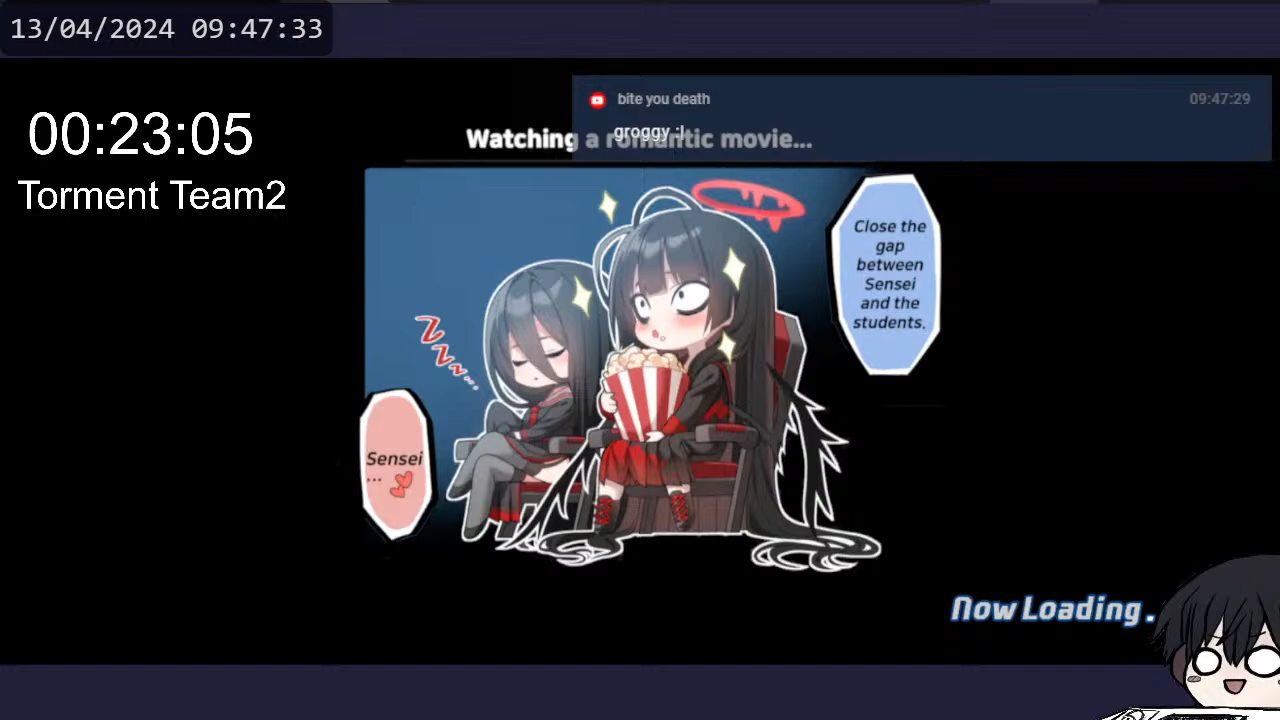 13/04/2024 09:47:33
bite you death
09:47:29
groggy :l
00:23:05
Torment Team2
Watching a romantic movie...
Close the
gap
between
Sensei
and the
students.
ZZZ...
Sensei
...
Now Loading.